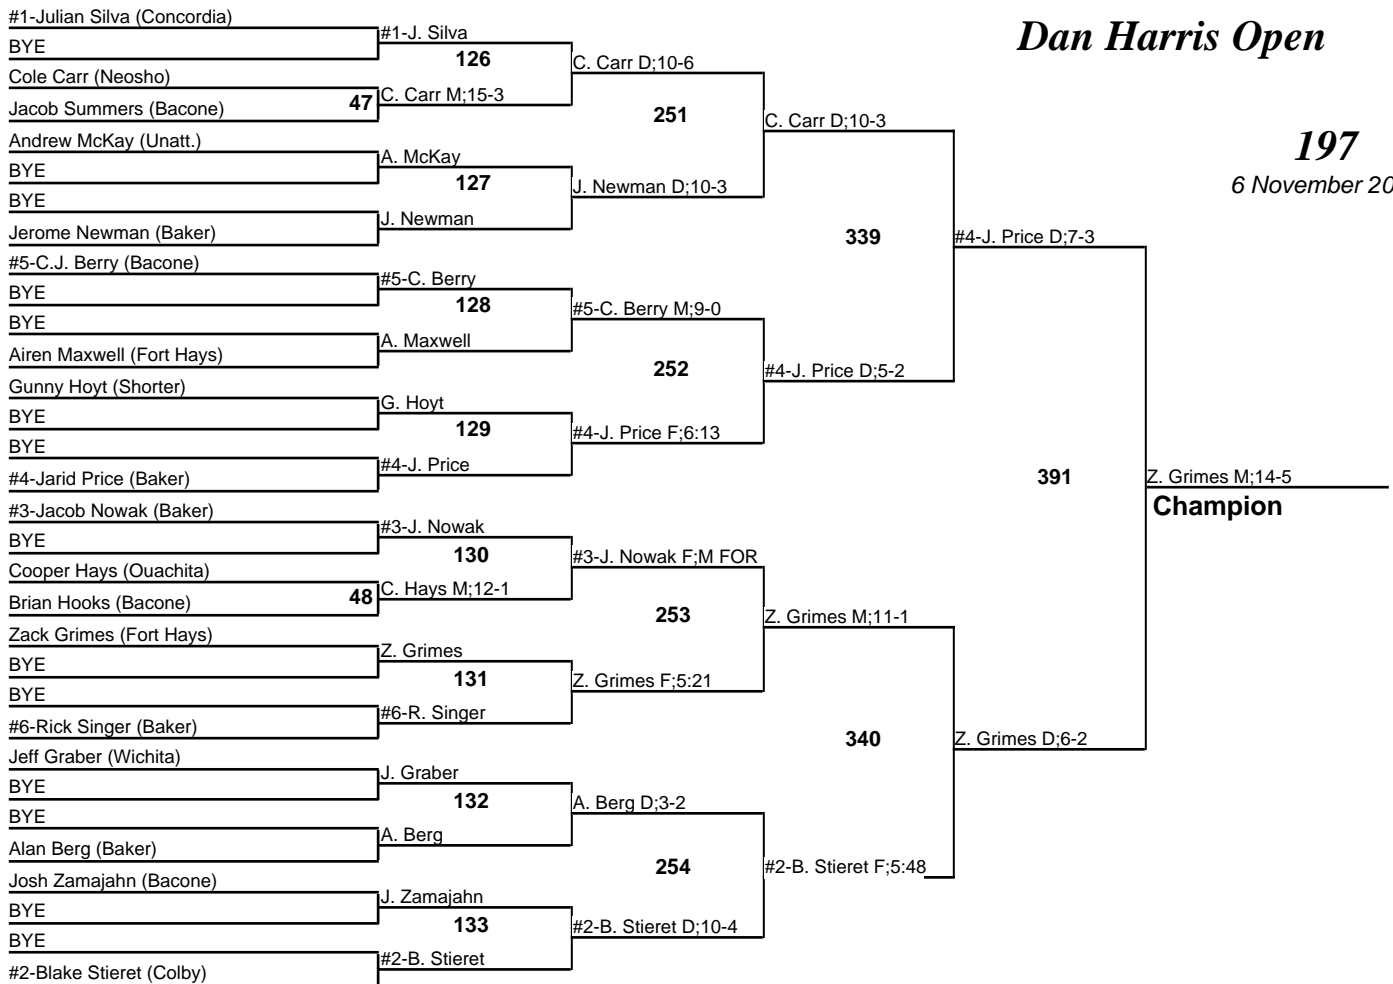 #1-Julian Silva (Concordia)
BYE
Cole Carr (Neosho)
Jacob Summers (Bacone)
Andrew McKay (Unatt.)
BYE
BYE
Jerome Newman (Baker)
#5-C.J. Berry (Bacone)
BYE
BYE
Airen Maxwell (Fort Hays)
Gunny Hoyt (Shorter)
BYE
BYE
#4-Jarid Price (Baker)
#3-Jacob Nowak (Baker)
BYE
Cooper Hays (Ouachita)
Brian Hooks (Bacone)
Zack Grimes (Fort Hays)
BYE
BYE
#6-Rick Singer (Baker)
Jeff Graber (Wichita)
BYE
BYE
Alan Berg (Baker)
Josh Zamajahn (Bacone)
BYE
BYE
#2-Blake Stieret (Colby)
47
48
#1-J. Silva
126
C. Carr M;15-3
A. McKay
127
J. Newman
#5-C. Berry
128
A. Maxwell
G. Hoyt
129
#4-J. Price
#3-J. Nowak
130
C. Hays M;12-1
Z. Grimes
131
#6-R. Singer
J. Graber
132
A. Berg
J. Zamajahn
133
#2-B. Stieret
C. Carr D;10-6
251
J. Newman D;10-3
#5-C. Berry M;9-0
252
#4-J. Price F;6:13
#3-J. Nowak F;M FOR
253
Z. Grimes F;5:21
A. Berg D;3-2
254
#2-B. Stieret D;10-4
C. Carr D;10-3
339
#4-J. Price D;5-2
Z. Grimes M;11-1
340
#2-B. Stieret F;5:48
#4-J. Price D;7-3
391
Z. Grimes D;6-2
Z. Grimes M;14-5
Champion
Dan Harris Open
197
6 November 20